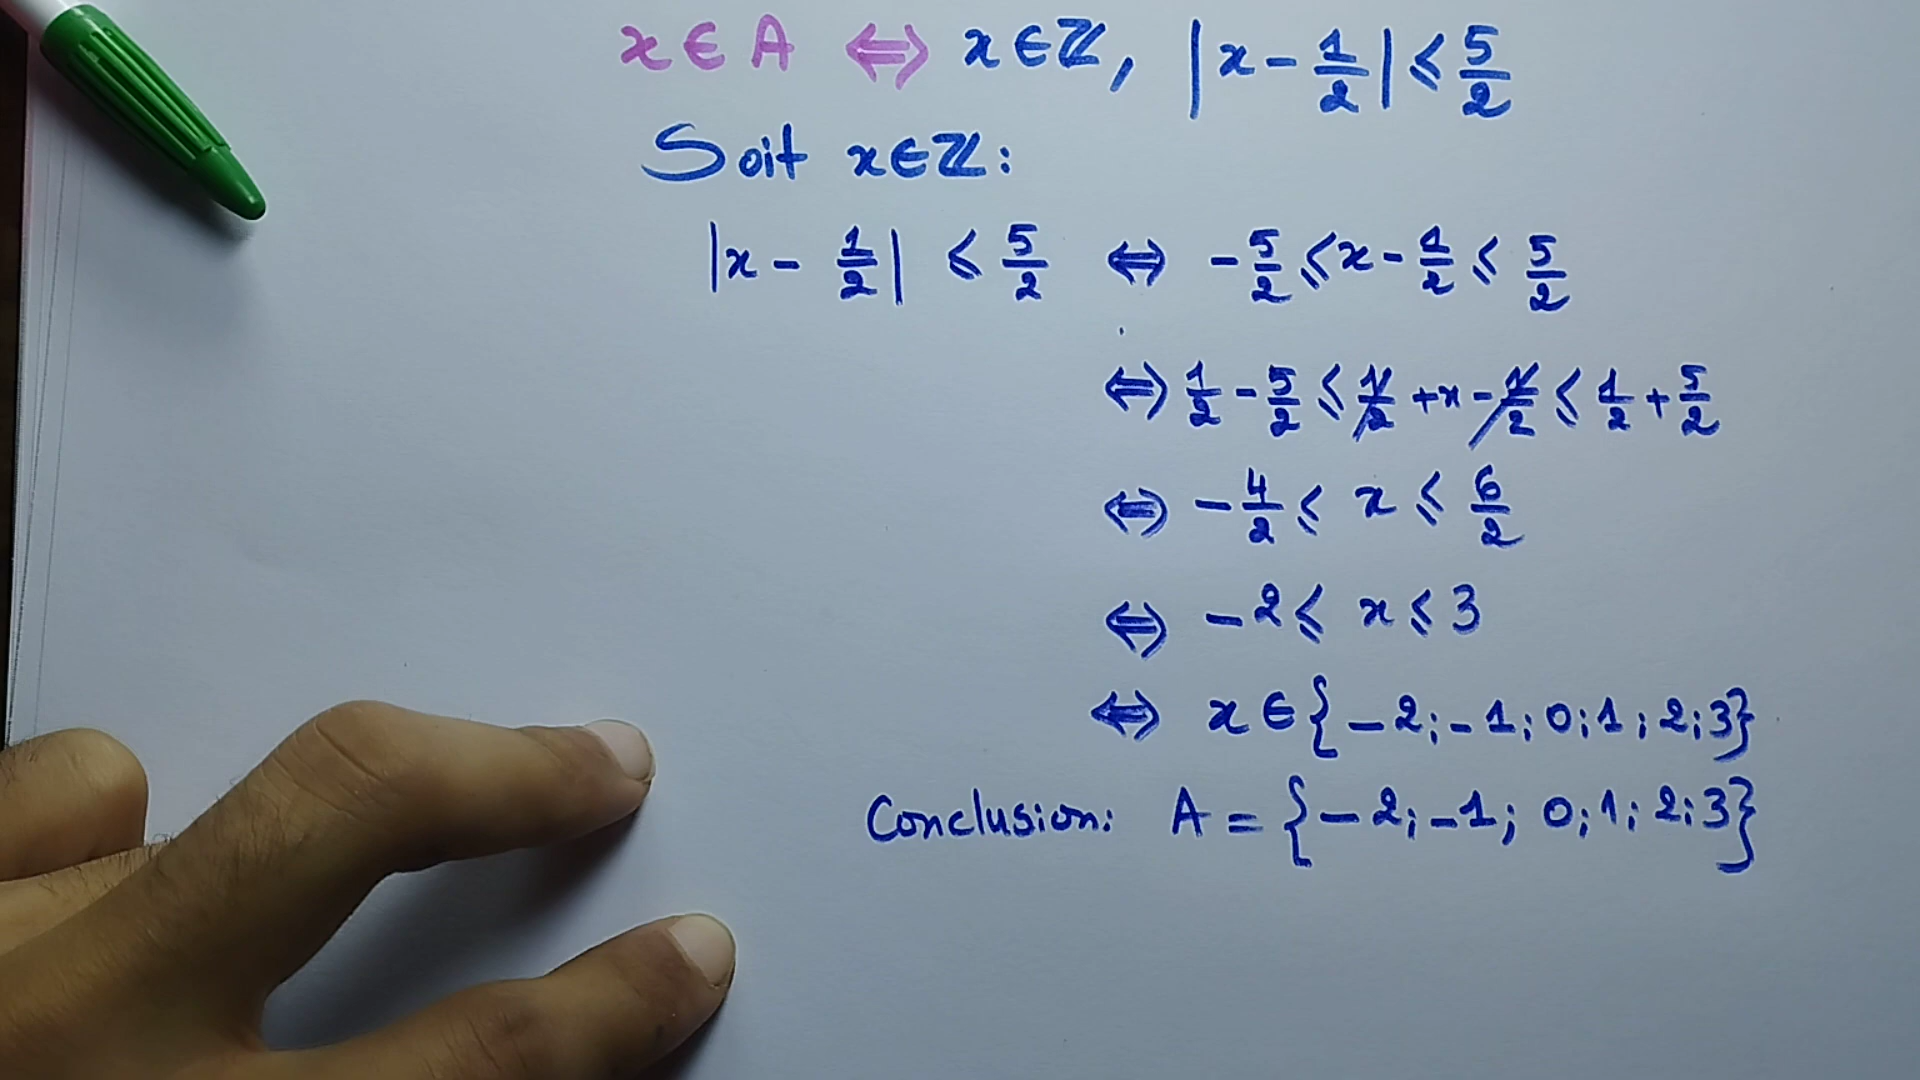 x ∈ A ⇔ x ∈ ℤ, |x - 1/2| ≤ 5/2
Soit x ∈ ℤ :
|x - 1/2| ≤ 5/2 ⇔ -5/2 ≤ x - 1/2 ≤ 5/2
⇔ 1/2 - 5/2 ≤ 1/2 + x - 1/2 ≤ 1/2 + 5/2
⇔ -4/2 ≤ x ≤ 6/2
⇔ -2 ≤ x ≤ 3
⇔ x ∈ {-2; -1; 0; 1; 2; 3}
Conclusion: A = {-2; -1; 0; 1; 2; 3}